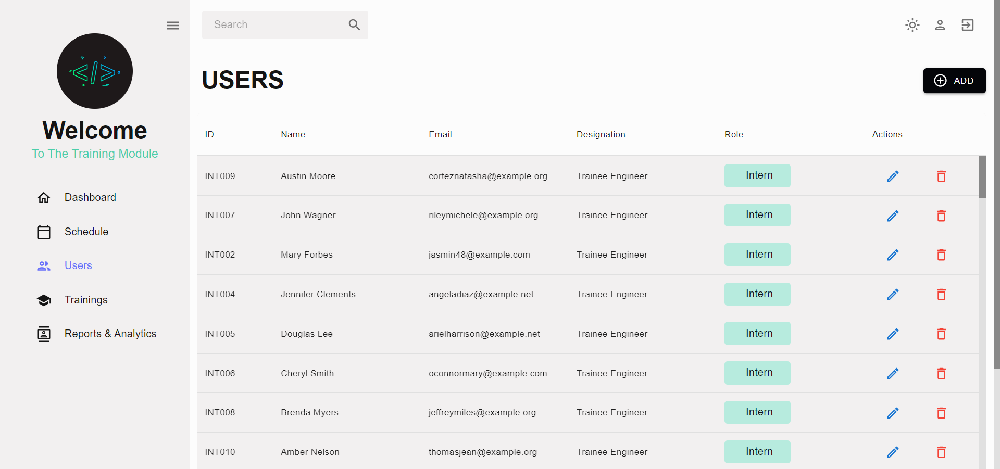 Search
Welcome
To The Training Module
Dashboard
Schedule
Users
Trainings
Reports & Analytics
USERS
ADD
ID Name Email Designation Role Actions
INT009 Austin Moore corteznatasha@example.org Trainee Engineer Intern
INT007 John Wagner rileymichele@example.org Trainee Engineer Intern
INT002 Mary Forbes jasmin48@example.com Trainee Engineer Intern
INT004 Jennifer Clements angeladiaz@example.net Trainee Engineer Intern
INT005 Douglas Lee arielharrison@example.net Trainee Engineer Intern
INT006 Cheryl Smith oconnormary@example.com Trainee Engineer Intern
INT008 Brenda Myers jeffreymiles@example.org Trainee Engineer Intern
INT010 Amber Nelson thomasjean@example.org Trainee Engineer Intern